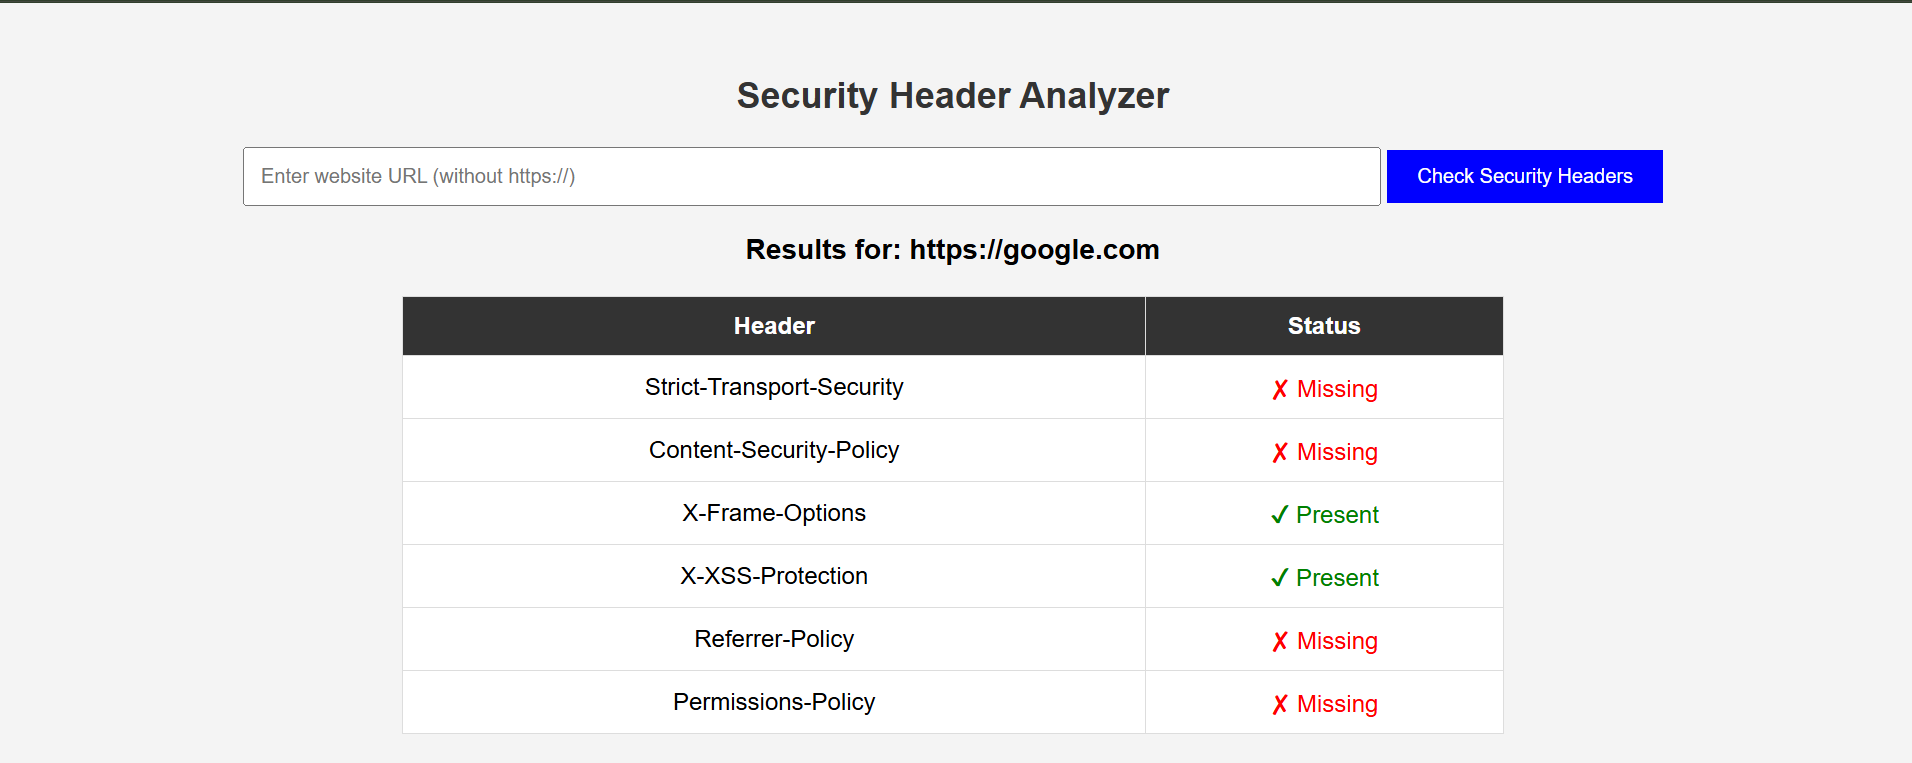 Security Header Analyzer
Enter website URL (without https://)
Check Security Headers
Results for: https://google.com
Header Status
Strict-Transport-Security ✗ Missing
Content-Security-Policy ✗ Missing
X-Frame-Options ✓ Present
X-XSS-Protection ✓ Present
Referrer-Policy ✗ Missing
Permissions-Policy ✗ Missing